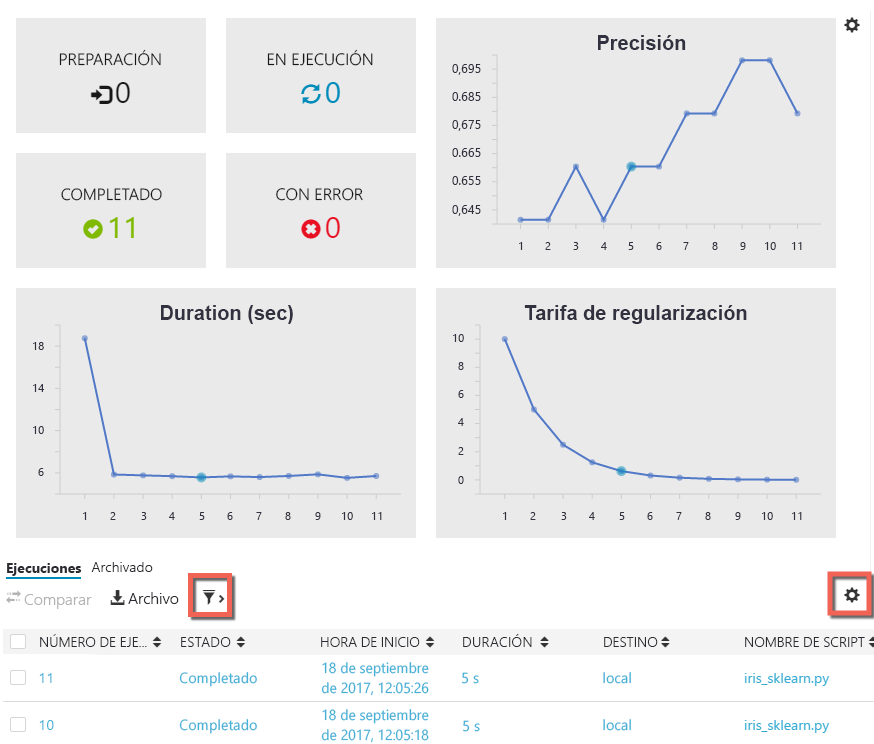 PREPARACIÓN
0
EN EJECUCIÓN
0
COMPLETADO
11
CON ERROR
0
Precisión
0,695
0,685
0,675
0,665
0,655
0,645
1 2 3 4 5 6 7 8 9 10 11
Duration (sec)
18
14
10
6
1 2 3 4 5 6 7 8 9 10 11
Tarifa de regularización
10
8
6
4
2
0
1 2 3 4 5 6 7 8 9 10 11
Ejecuciones Archivado
Comparar Archivo
NÚMERO DE EJE... ESTADO HORA DE INICIO DURACIÓN DESTINO NOMBRE DE SCRIPT
11 Completado 18 de septiembre de 2017, 12:05:26 5 s local iris_sklearn.py
10 Completado 18 de septiembre de 2017, 12:05:18 5 s local iris_sklearn.py